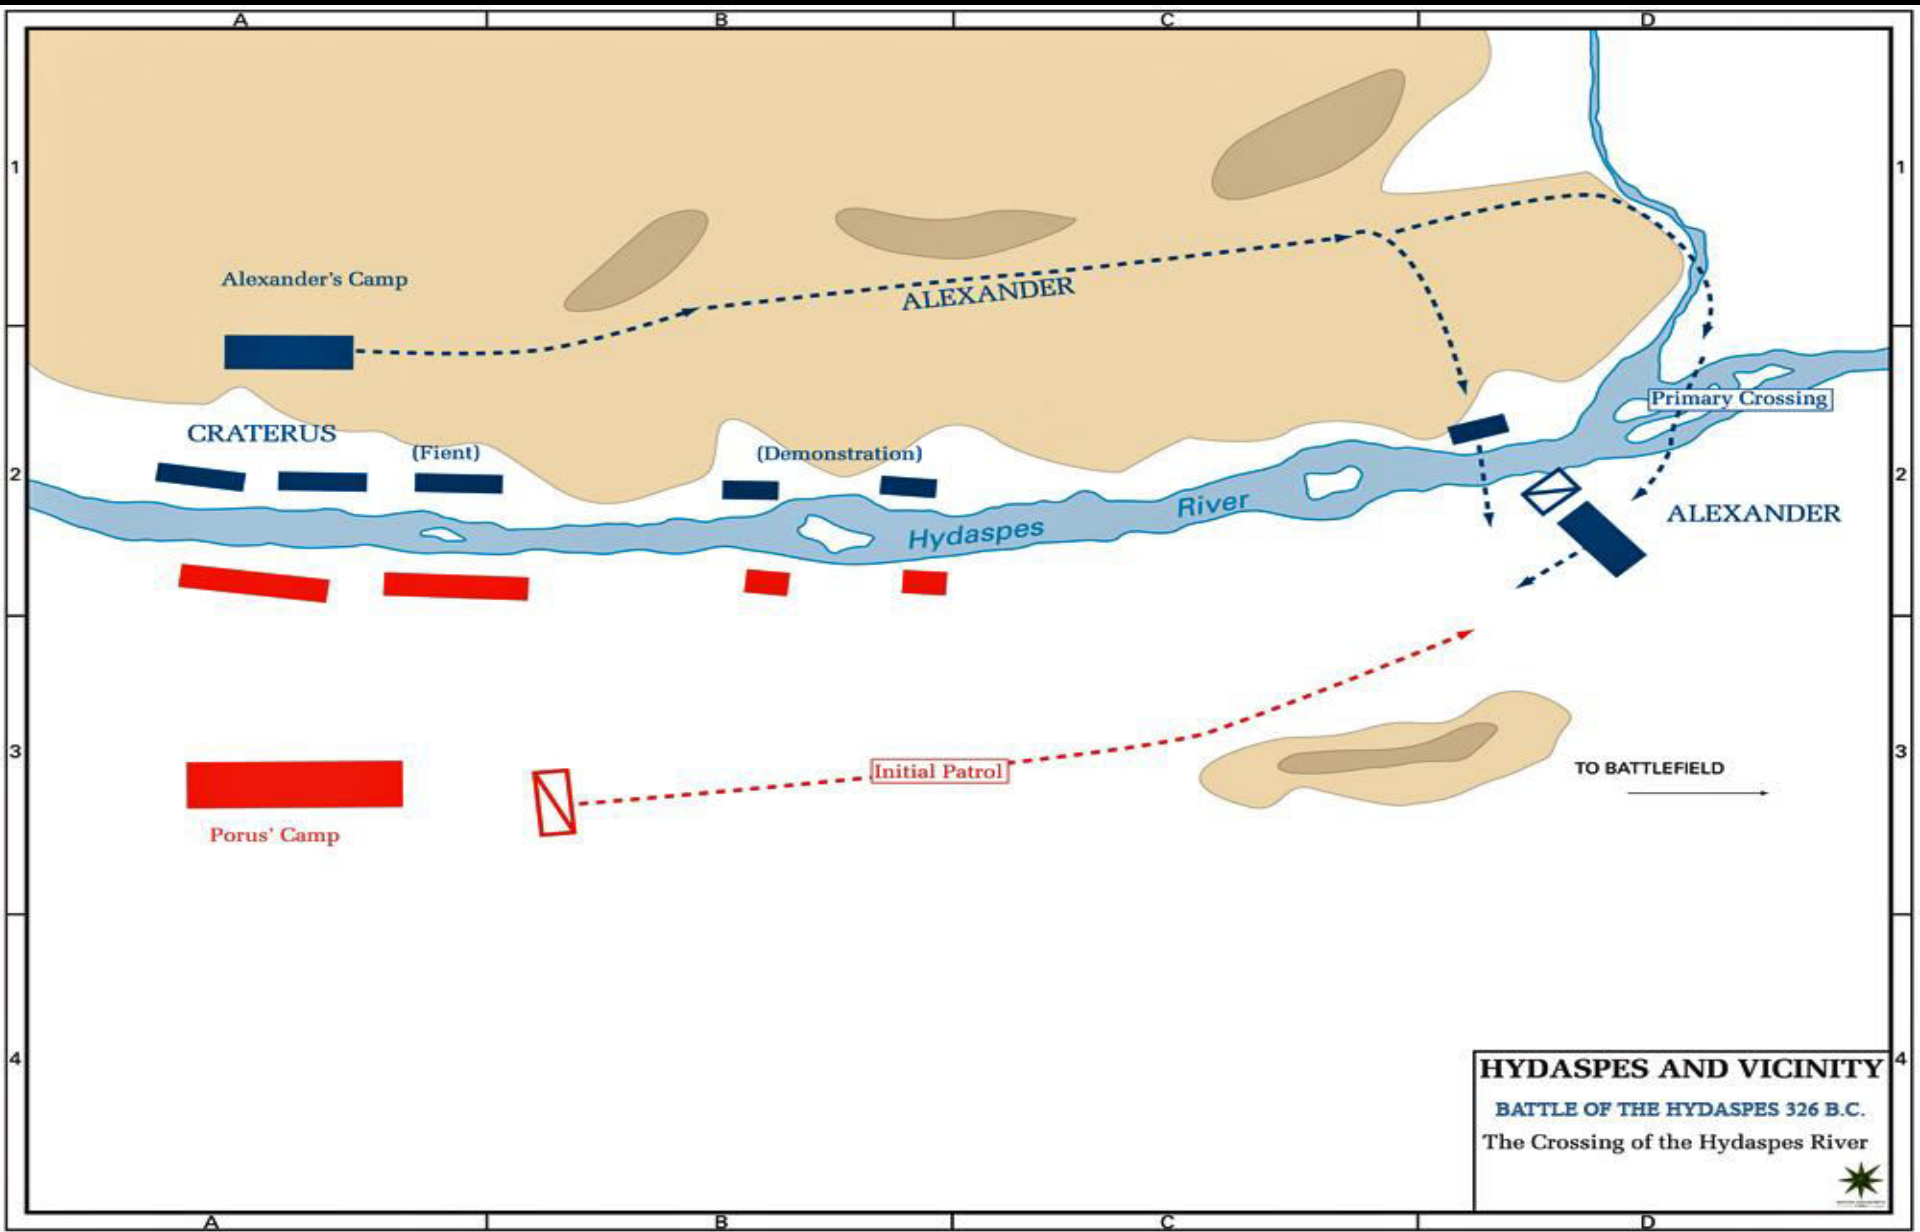 A B C D
1 1
Alexander's Camp
ALEXANDER
Primary Crossing
CRATERUS
(Fient)
(Demonstration)
2 2
River
ALEXANDER
Hydaspes
3 3
Initial Patrol
TO BATTLEFIELD
Porus' Camp
4 4
HYDASPES AND VICINITY
BATTLE OF THE HYDASPES 326 B.C.
The Crossing of the Hydaspes River
A B C D